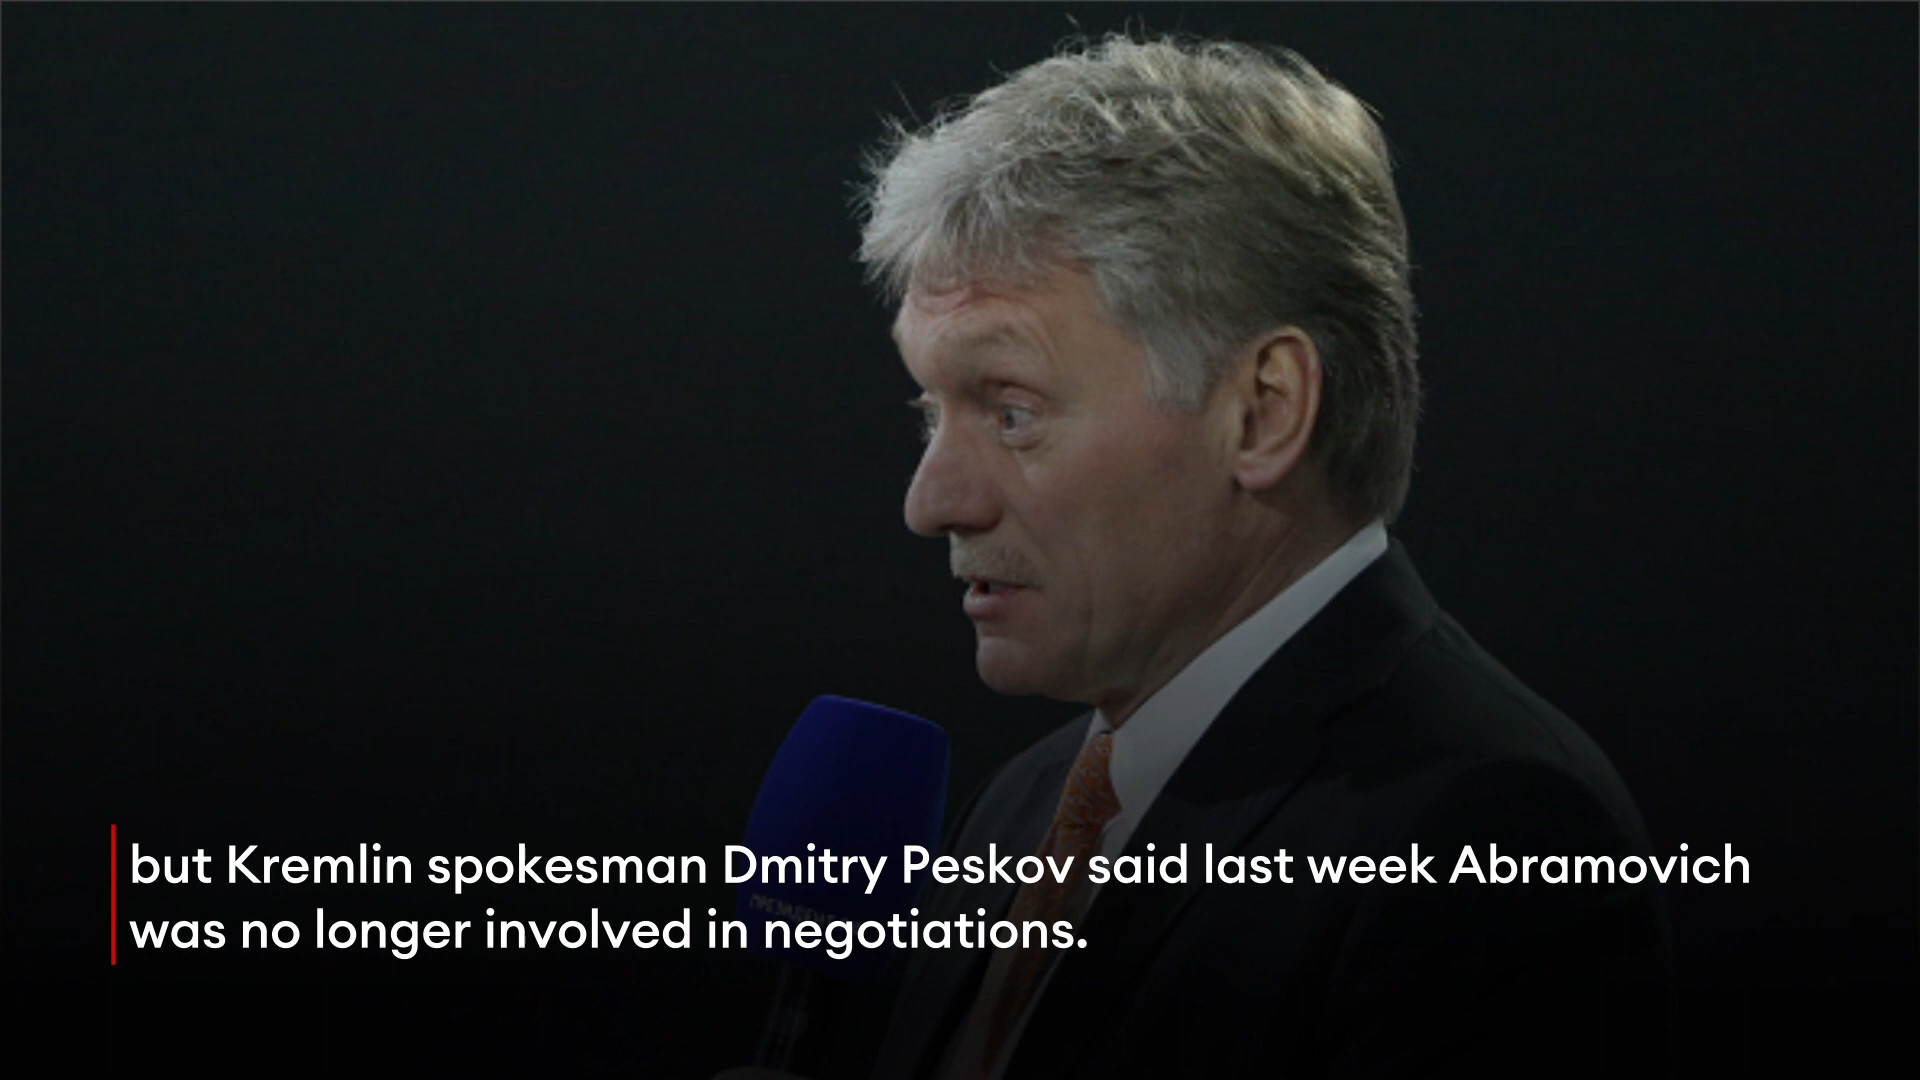 but Kremlin spokesman Dmitry Peskov said last week Abramovich
was no longer involved in negotiations.